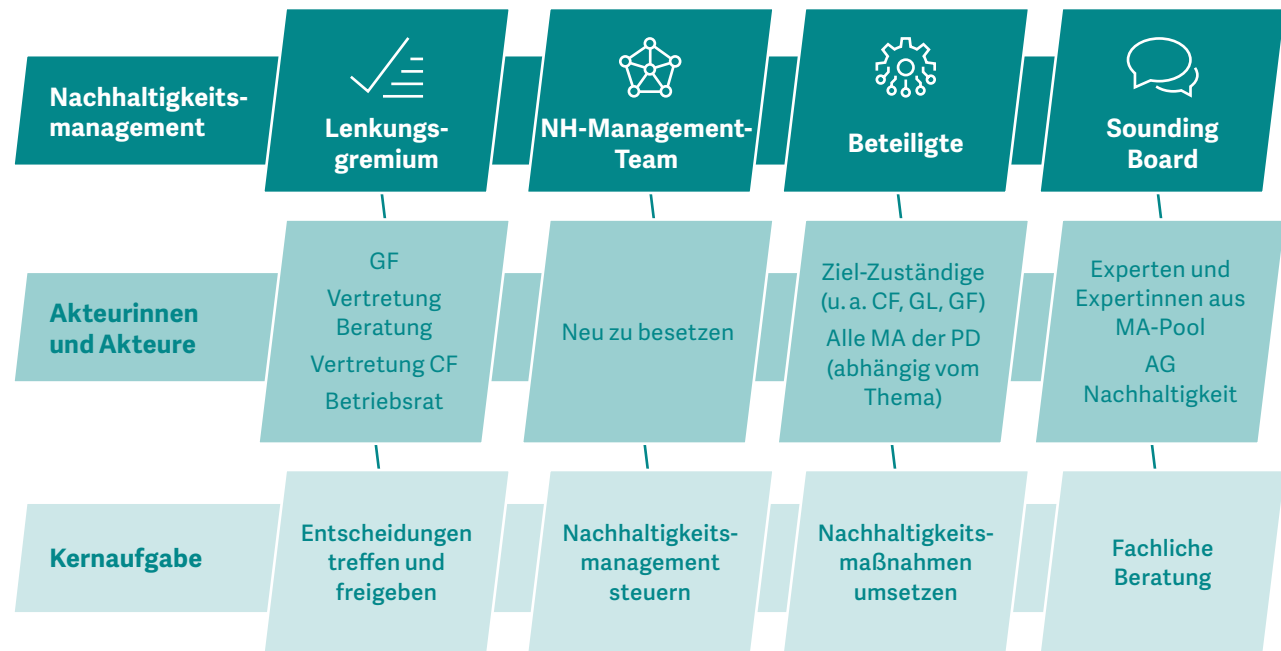 Nachhaltigkeits-
management
Lenkungs-
gremium
NH-Management-
Team
Beteiligte
Sounding
Board
Akteurinnen
und Akteure
GF
Vertretung
Beratung
Vertretung CF
Betriebsrat
Neu zu besetzen
Ziel-Zuständige
(u. a. CF, GL, GF)
Alle MA der PD
(abhängig vom
Thema)
Experten und
Expertinnen aus
MA-Pool
AG
Nachhaltigkeit
Kernaufgabe
Entscheidungen
treffen und
freigeben
Nachhaltigkeits-
management
steuern
Nachhaltigkeits-
maßnahmen
umsetzen
Fachliche
Beratung